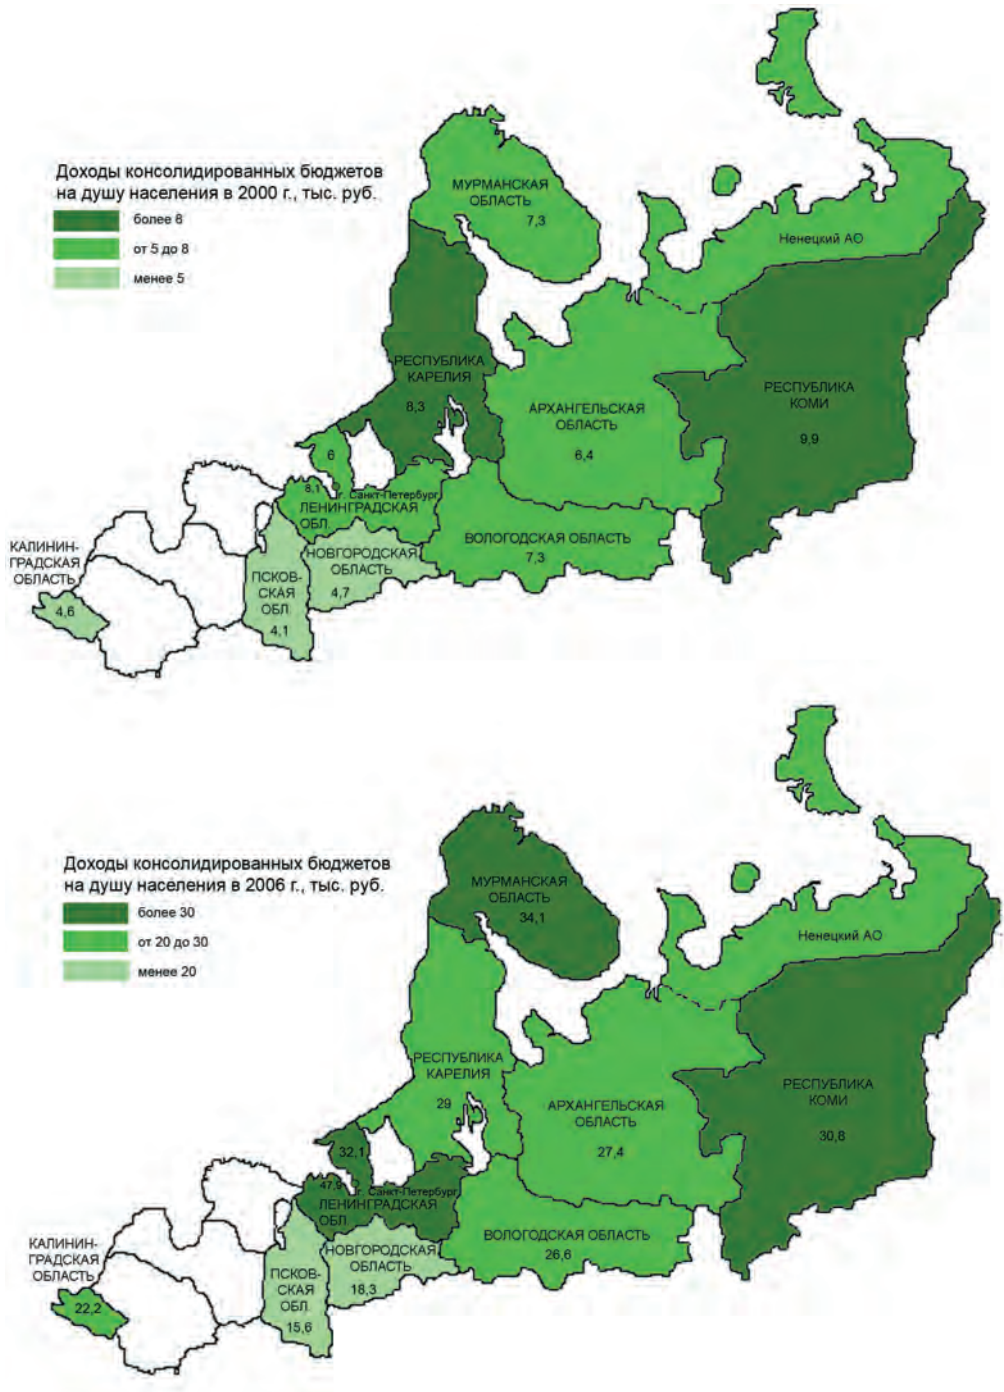 Доходы консолидированных бюджетов
на душу населения в 2000 г., тыс. руб.
более 8
от 5 до 8
менее 5
МУРМАНСКАЯ
ОБЛАСТЬ
7,3
Ненецкий АО
РЕСПУБЛИКА
КАРЕЛИЯ
8,3
РЕСПУБЛИКА
КОМИ
9,9
АРХАНГЕЛЬСКАЯ
ОБЛАСТЬ
6,4
6
8,1
г. Санкт-Петербург
ЛЕНИНГРАДСКАЯ
ОБЛ.
ВОЛОГОДСКАЯ ОБЛАСТЬ
7,3
НОВГОРОДСКАЯ
ОБЛАСТЬ
4,7
КАЛИНИН-
ГРАДСКАЯ
ОБЛАСТЬ
4,6
ПСКОВ-
СКАЯ
ОБЛ
4,1
Доходы консолидированных бюджетов
на душу населения в 2006 г., тыс. руб.
более 30
от 20 до 30
менее 20
МУРМАНСКАЯ
ОБЛАСТЬ
34,1
Ненецкий АО
РЕСПУБЛИКА
КАРЕЛИЯ
29
РЕСПУБЛИКА
КОМИ
30,8
АРХАНГЕЛЬСКАЯ
ОБЛАСТЬ
27,4
32,1
47,9
г. Санкт-Петербург
ЛЕНИНГРАДСКАЯ
ОБЛ
ВОЛОГОДСКАЯ ОБЛАСТЬ
26,6
НОВГОРОДСКАЯ
ОБЛАСТЬ
18,3
КАЛИНИН-
ГРАДСКАЯ
ОБЛАСТЬ
22,2
ПСКОВ-
СКАЯ
ОБЛ
15,6